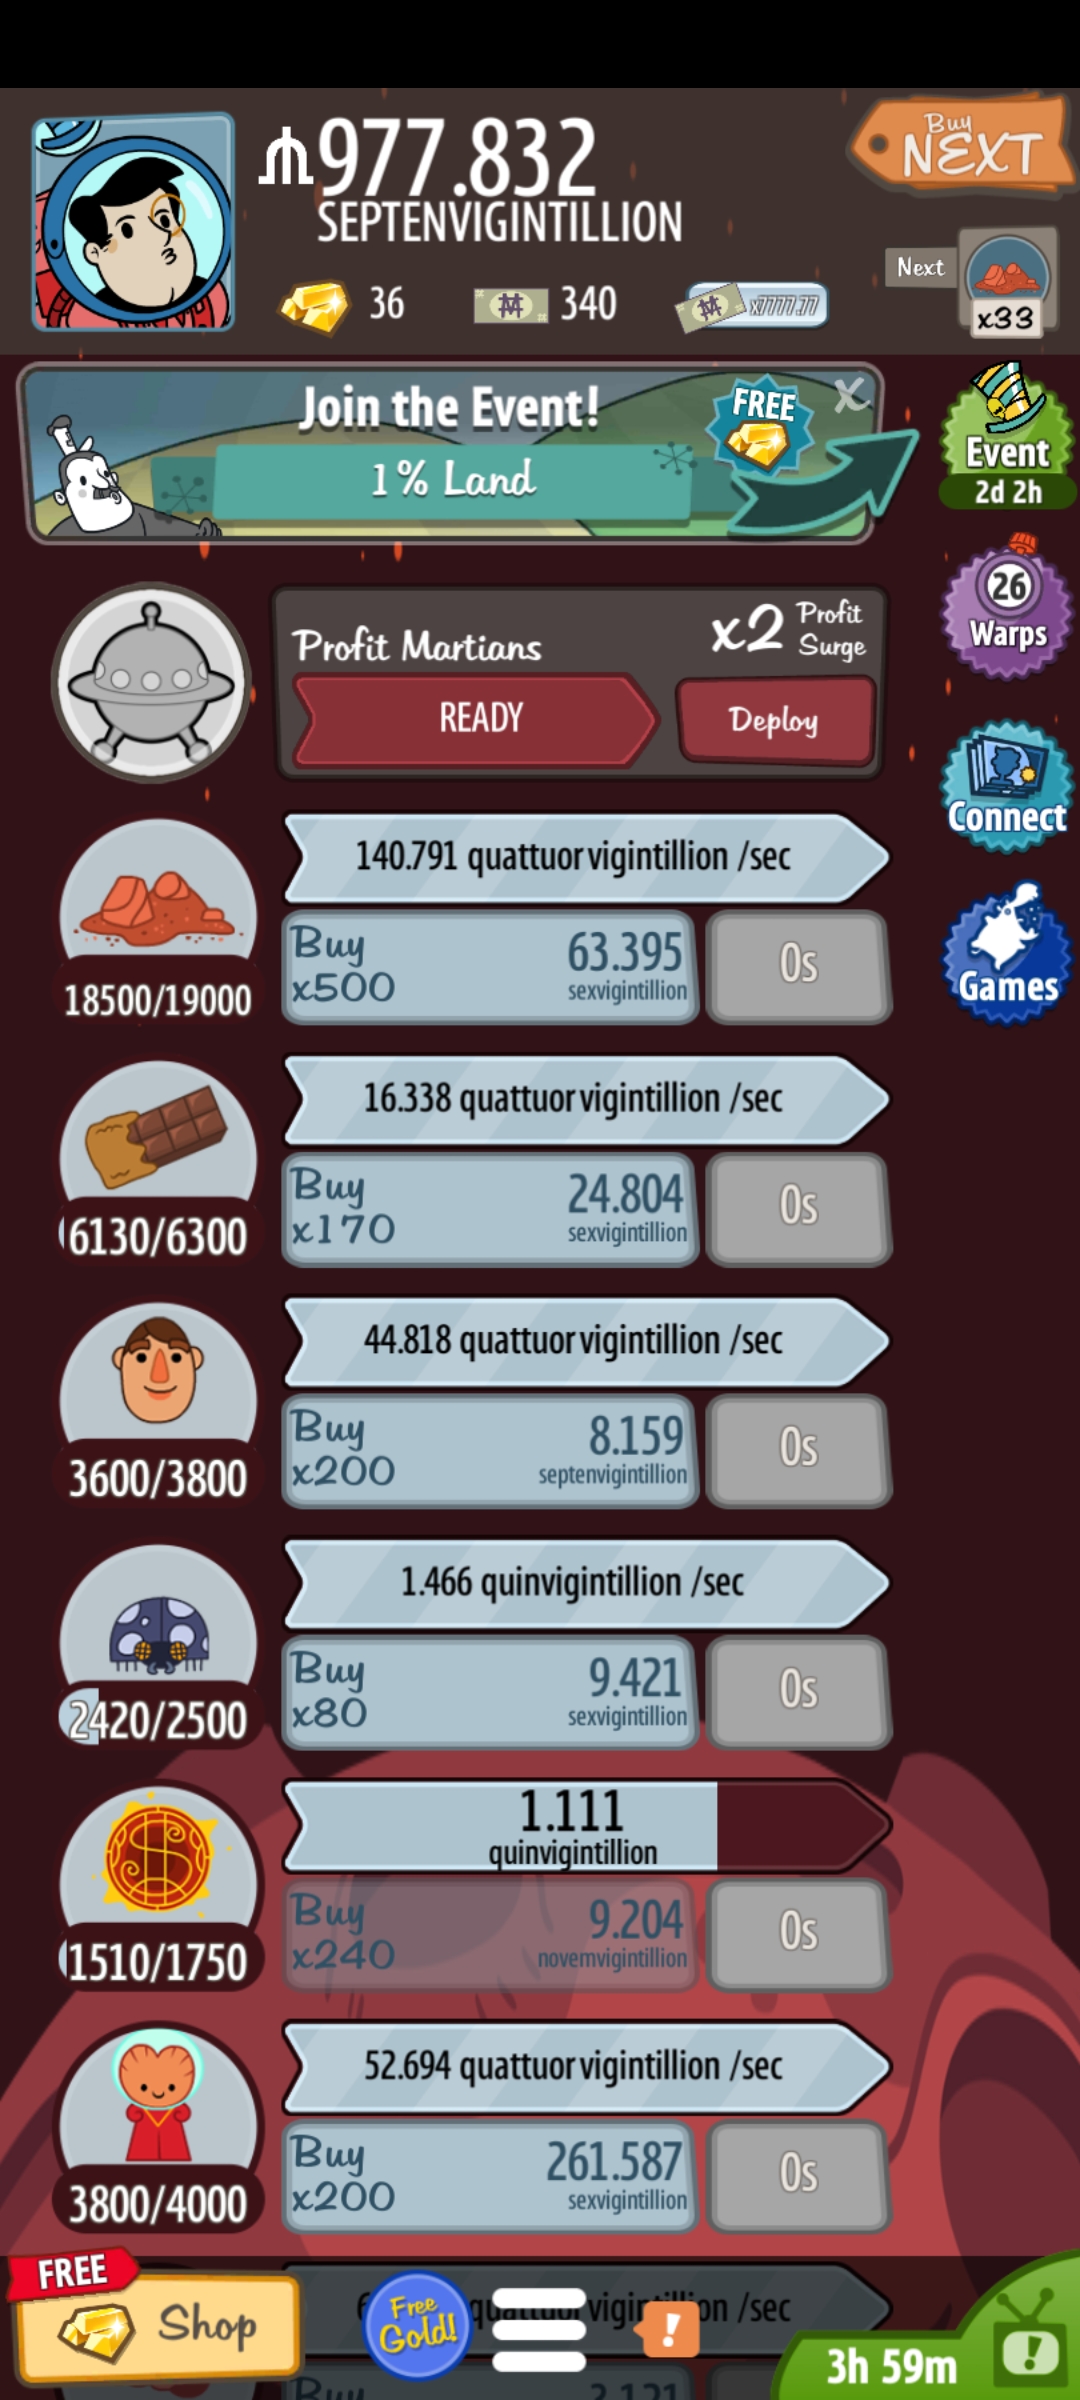 977.832
SEPTENVIGINTILLION
Buy
NEXT
36
340
x7777.77
Next
x33
Join the Event!
1% Land
FREE
X
Event
2d 2h
Profit Martians
x2 Profit Surge
READY
Deploy
26
Warps
Connect
Games
140.791 quattuorvigintillion /sec
Buy
x500
63.395
sexvigintillion
0s
18500/19000
16.338 quattuorvigintillion /sec
Buy
x170
24.804
sexvigintillion
0s
6130/6300
44.818 quattuorvigintillion /sec
Buy
x200
8.159
septenvigintillion
0s
3600/3800
1.466 quinvigintillion /sec
Buy
x80
9.421
sexvigintillion
0s
2420/2500
1.111
quinvigintillion
Buy
x240
9.204
novemvigintillion
0s
1510/1750
52.694 quattuorvigintillion /sec
Buy
x200
261.587
sexvigintillion
0s
3800/4000
FREE
Shop
Free
Gold!
/sec
!
3h 59m
!
Buy
3.121